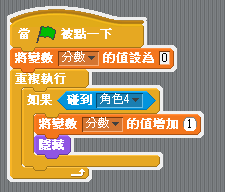 當 被點一下
將變數 分數 的值設為 0
重複執行
如果 碰到 角色4
將變數 分數 的值增加 1
隱藏